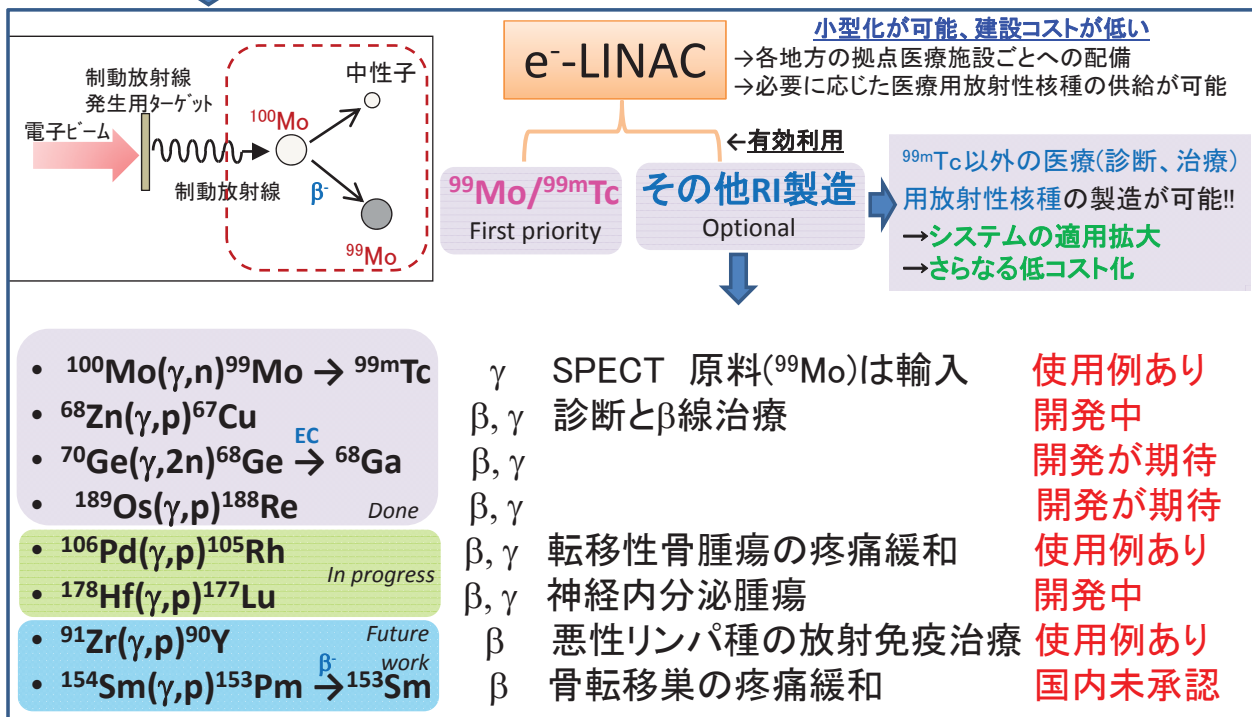 制動放射線
発生用ターゲット
電子ビーム
制動放射線
¹⁰⁰Mo
中性子
β⁻
⁹⁹Mo
e⁻-LINAC
小型化が可能、建設コストが低い
→各地方の拠点医療施設ごとへの配備
→必要に応じた医療用放射性核種の供給が可能
←有効利用
⁹⁹Mo/⁹⁹ᵐTc
First priority
その他RI製造
Optional
⁹⁹ᵐTc以外の医療(診断、治療)
用放射性核種の製造が可能!!
→システムの適用拡大
→さらなる低コスト化
• ¹⁰⁰Mo(γ,n)⁹⁹Mo → ⁹⁹ᵐTc γ SPECT 原料(⁹⁹Mo)は輸入 使用例あり
• ⁶⁸Zn(γ,p)⁶⁷Cu β, γ 診断とβ線治療 開発中
EC
• ⁷⁰Ge(γ,2n)⁶⁸Ge → ⁶⁸Ga β, γ 開発が期待
• ¹⁸⁹Os(γ,p)¹⁸⁸Re Done β, γ 開発が期待
• ¹⁰⁶Pd(γ,p)¹⁰⁵Rh β, γ 転移性骨腫瘍の疼痛緩和 使用例あり
In progress
• ¹⁷⁸Hf(γ,p)¹⁷⁷Lu β, γ 神経内分泌腫瘍 開発中
• ⁹¹Zr(γ,p)⁹⁰Y Future β 悪性リンパ種の放射免疫治療 使用例あり
work
β⁻
• ¹⁵⁴Sm(γ,p)¹⁵³Pm → ¹⁵³Sm β 骨転移巣の疼痛緩和 国内未承認